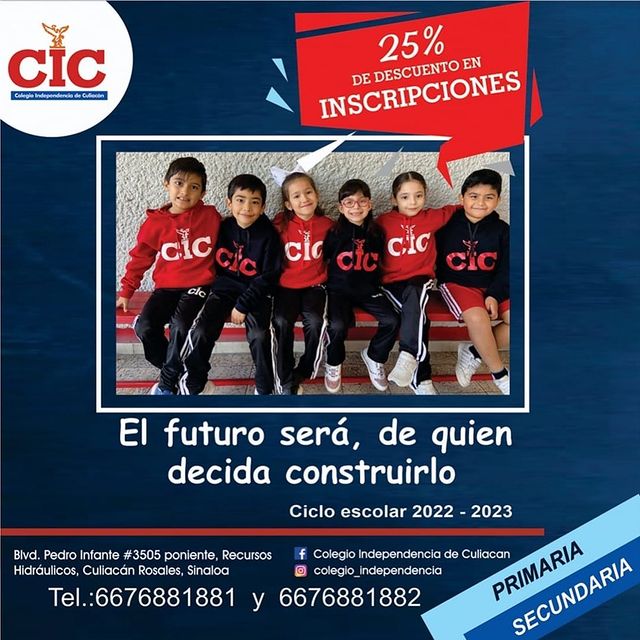 CIC
Colegio Independencia de Culiacán
25%
DE DESCUENTO EN
INSCRIPCIONES
CIC
CIC
CIC
CIC
CIC
CIC
CIC
El futuro será, de quien
decida construirlo
Ciclo escolar 2022 - 2023
Blvd. Pedro Infante #3505 poniente, Recursos
Hidráulicos, Culiacán Rosales, Sinaloa
Colegio Independencia de Culiacan
colegio_independencia
Tel.:6676881881 y 6676881882
PRIMARIA
SECUNDARIA